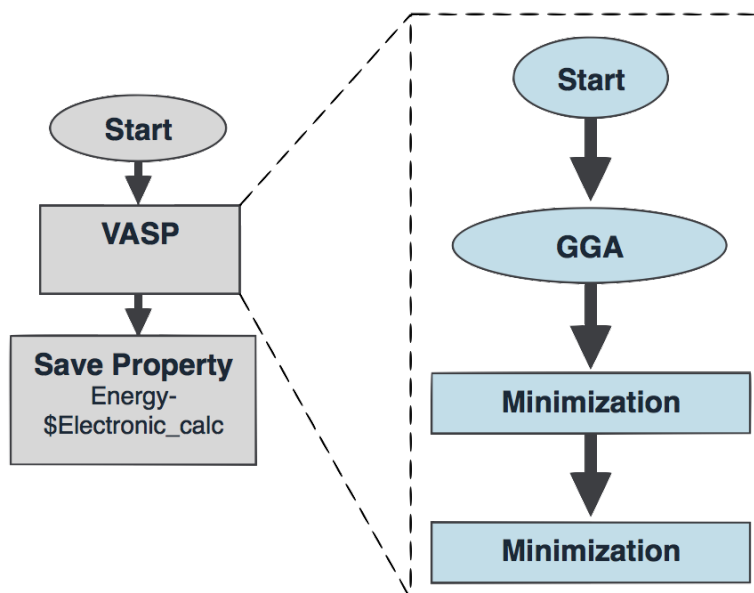 Start
VASP
Save Property
Energy-
$Electronic_calc
Start
GGA
Minimization
Minimization